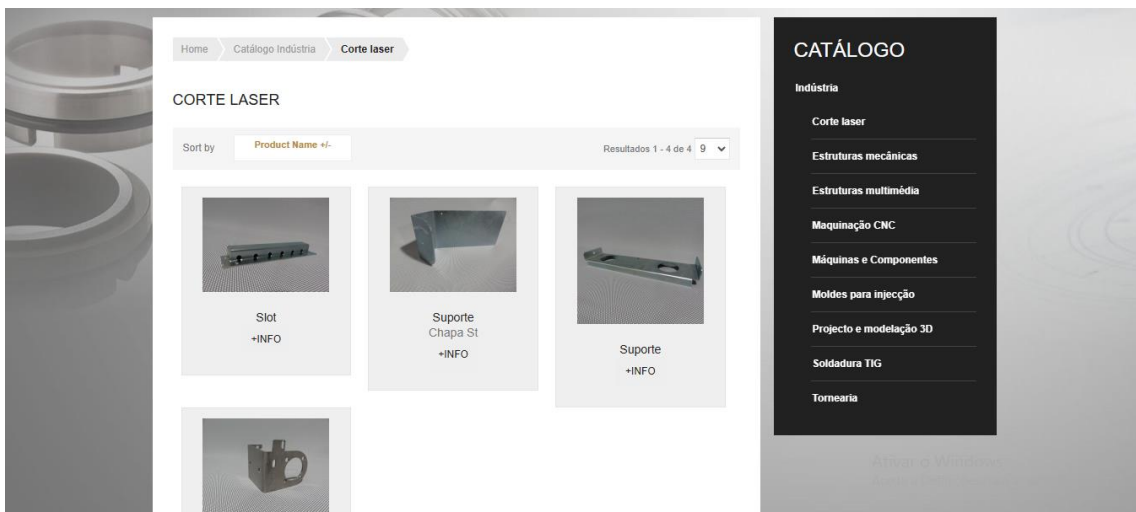 Home Catálogo Indústria Corte laser
CORTE LASER
Sort by Product Name +/- Resultados 1 - 4 de 4 9
Slot
+INFO
Suporte
Chapa St
+INFO
Suporte
+INFO
CATÁLOGO
Indústria
Corte laser
Estruturas mecânicas
Estruturas multimédia
Maquinação CNC
Máquinas e Componentes
Moldes para injecção
Projecto e modelação 3D
Soldadura TIG
Tornearia
Ativar o Windows